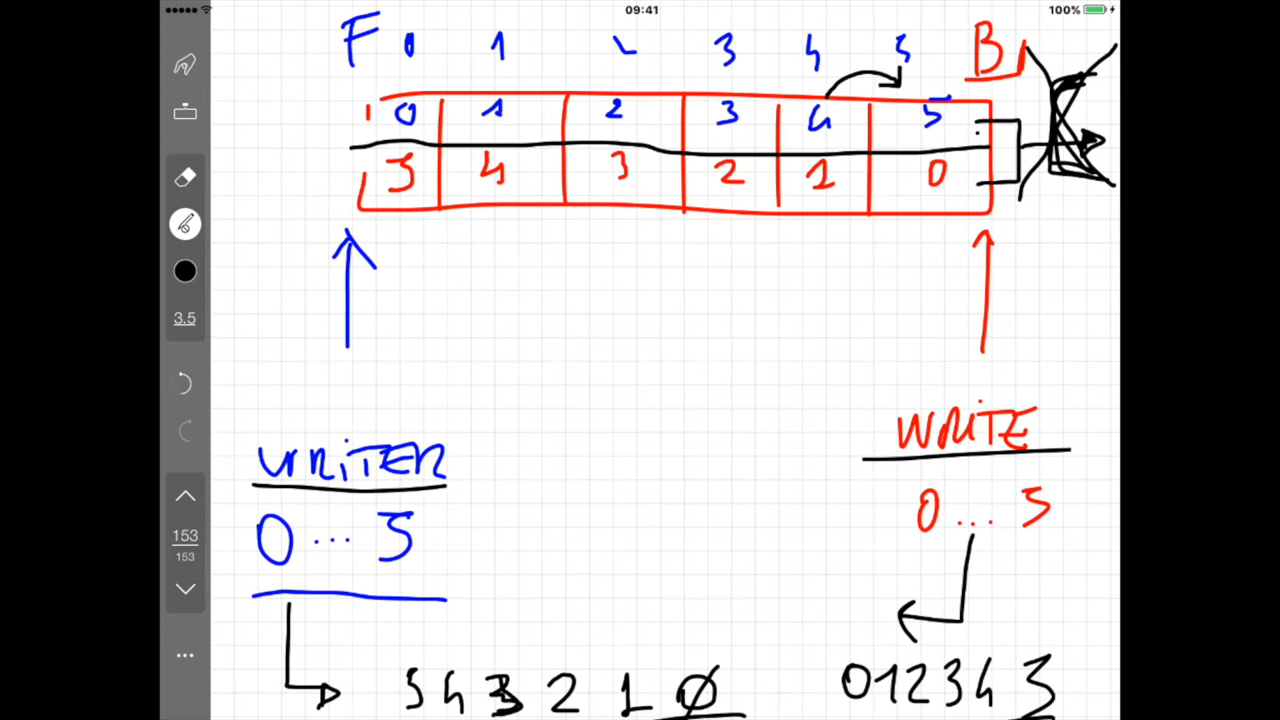 09:41 100%
F 0 1 2 3 4 5 B
0 1 2 3 4 5
5 4 3 2 1 0
3.5
WRITER WRITE
0 ... 5 0 ... 5
153
153
5 4 3 2 1 0 0 1 2 3 4 5